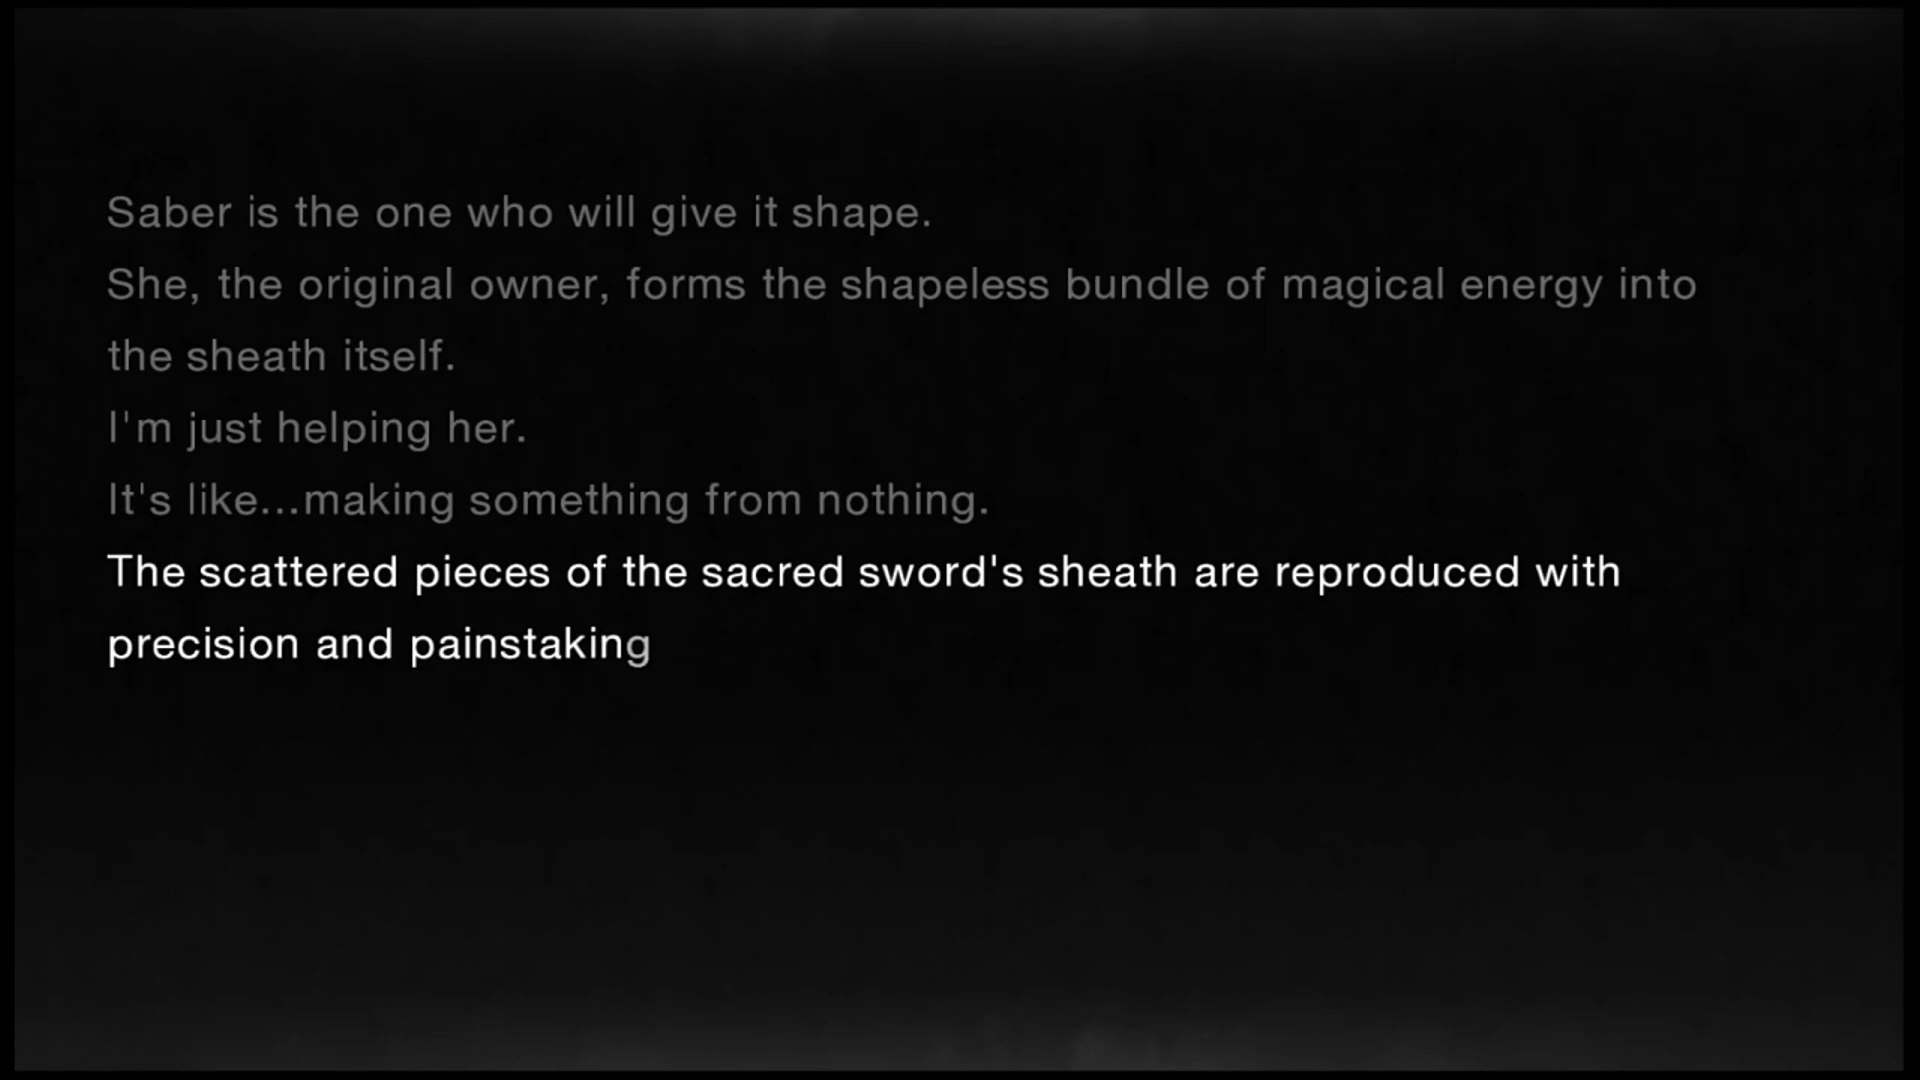 Saber is the one who will give it shape.
She, the original owner, forms the shapeless bundle of magical energy into
the sheath itself.
I'm just helping her.
It's like...making something from nothing.
The scattered pieces of the sacred sword's sheath are reproduced with
precision and painstaking